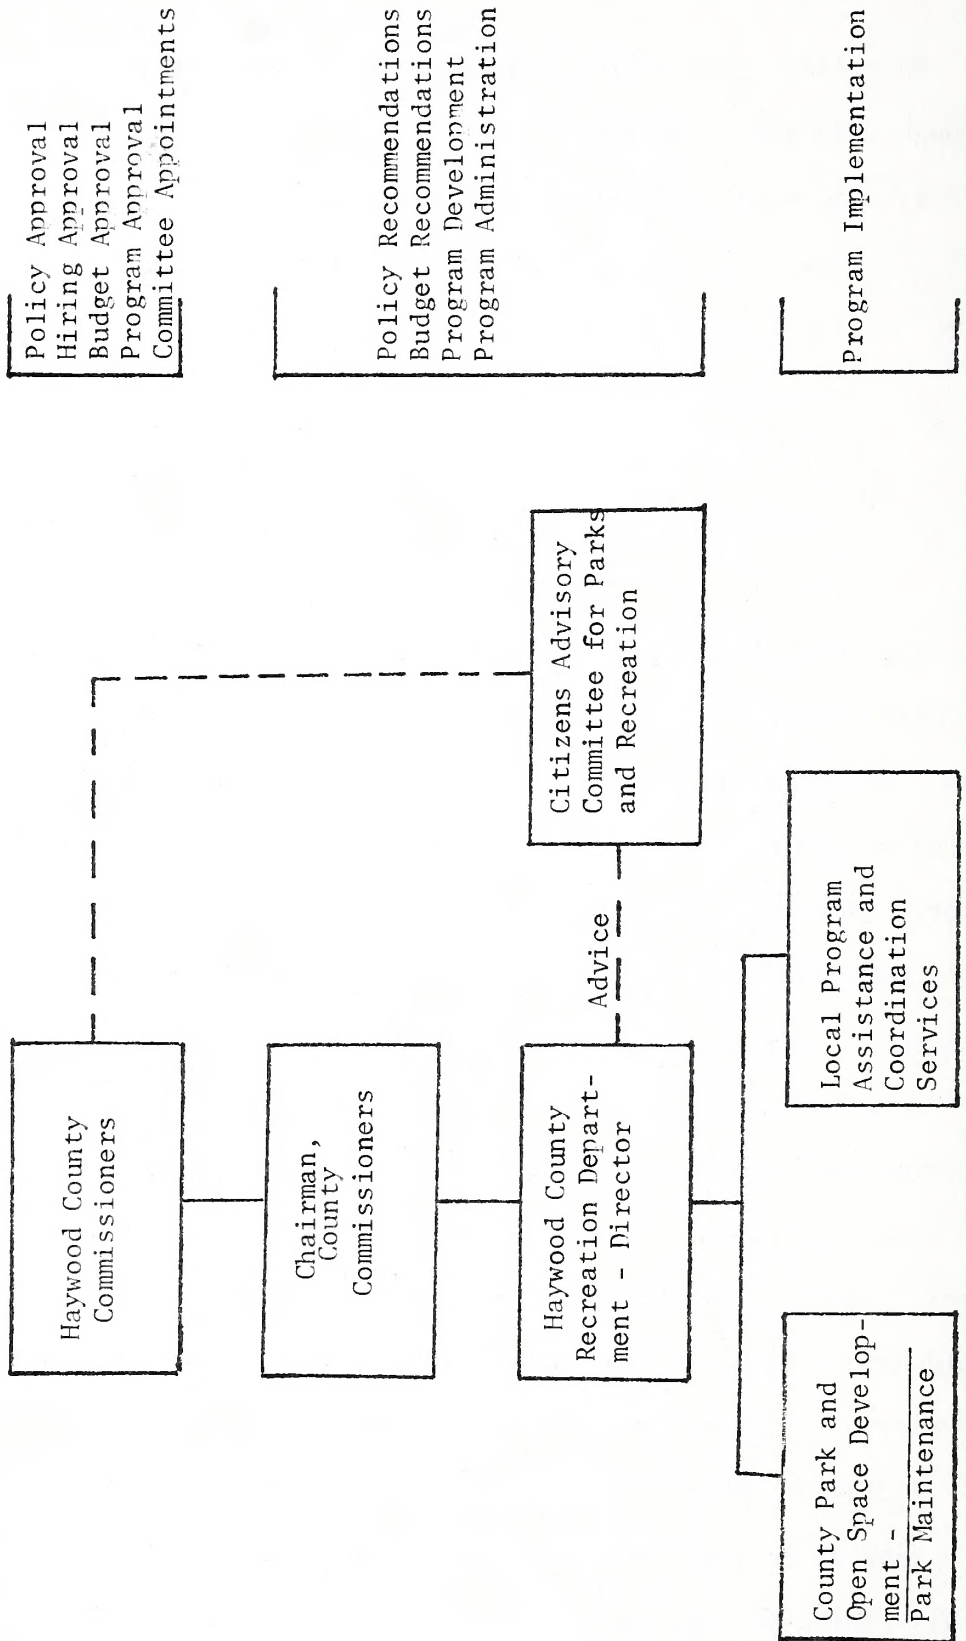 Haywood County
Commissioners
Policy Approval
Hiring Approval
Budget Approval
Program Approval
Committee Appointments
Chairman,
County
Commissioners
Haywood County
Recreation Depart-
ment - Director
Advice
Citizens Advisory
Committee for Parks
and Recreation
Policy Recommendations
Budget Recommendations
Program Development
Program Administration
County Park and
Open Space Develop-
ment -
Park Maintenance
Local Program
Assistance and
Coordination
Services
Program Implementation